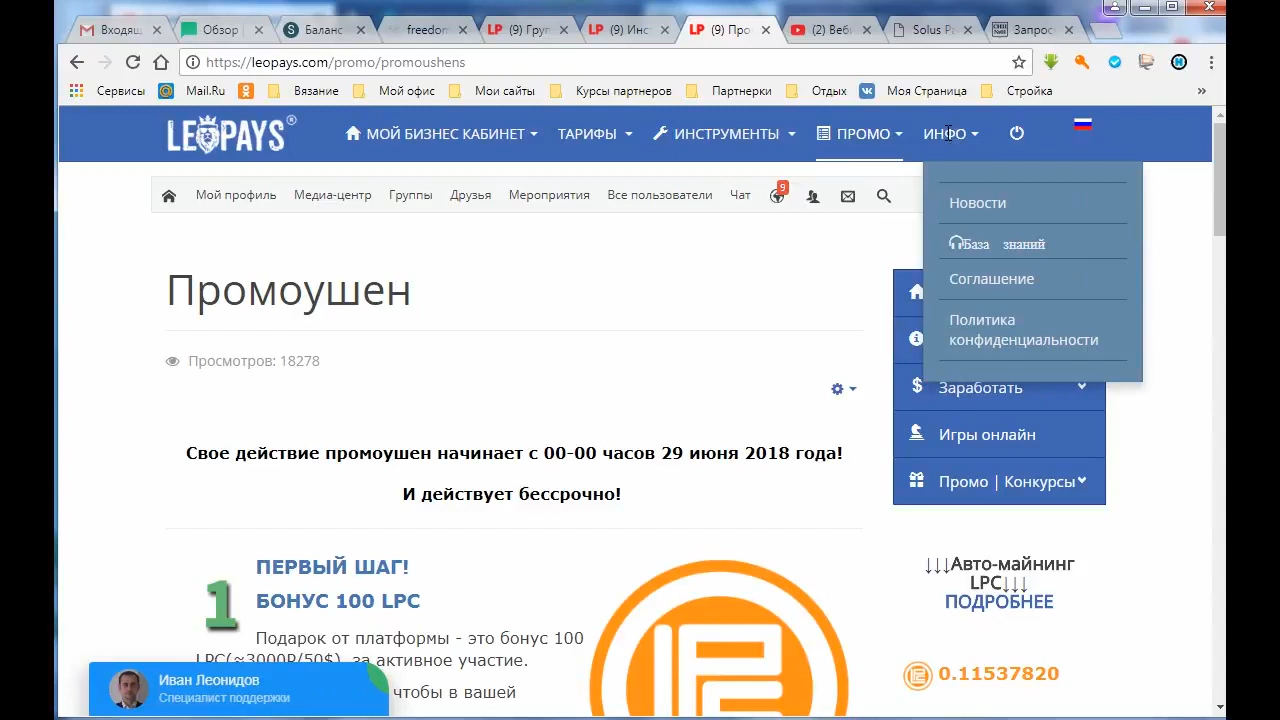 Входящ
Обзор
Баланс
freedom
(9) Гру
(9) Инс
(9) Про
(2) Веб
Solus P
Запрос
https://leopays.com/promo/promoushens
Сервисы
Mail.Ru
Вязание
Мой офис
Мои сайты
Курсы партнеров
Партнерки
Отдых
Моя Страница
Стройка
»
LEOPAYS®
МОЙ БИЗНЕС КАБИНЕТ
ТАРИФЫ
ИНСТРУМЕНТЫ
ПРОМО
ИНФО
Мой профиль
Медиа-центр
Группы
Друзья
Мероприятия
Все пользователи
Чат
9
Новости
База знаний
Соглашение
Политика
конфиденциальности
Промоушен
Просмотров: 18278
Заработать
Игры онлайн
Промо | Конкурсы
Свое действие промоушен начинает с 00-00 часов 29 июня 2018 года!
И действует бессрочно!
1
ПЕРВЫЙ ШАГ!
БОНУС 100 LPC
Подарок от платформы - это бонус 100
LPC(~3000Р/50$), за активное участие.
чтобы в вашей
↓↓↓Авто-майнинг
LPC↓↓↓
ПОДРОБНЕЕ
0.11537820
Иван Леонидов
Специалист поддержки